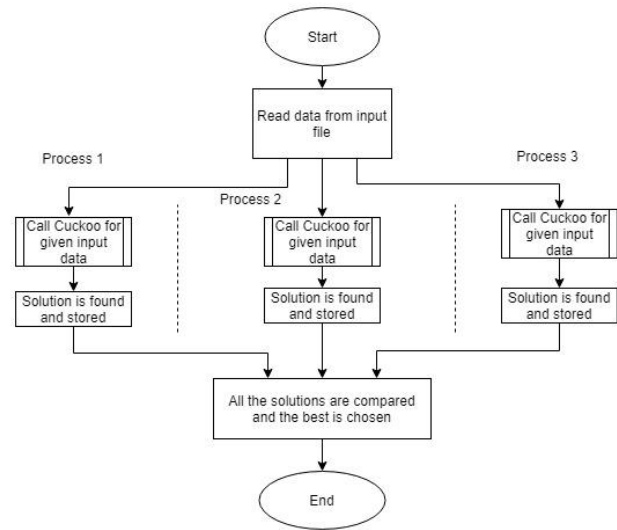 Start
Read data from input
file
Process 1
Process 2
Process 3
Call Cuckoo for
given input
data
Call Cuckoo for
given input
data
Call Cuckoo for
given input
data
Solution is found
and stored
Solution is found
and stored
Solution is found
and stored
All the solutions are compared
and the best is chosen
End